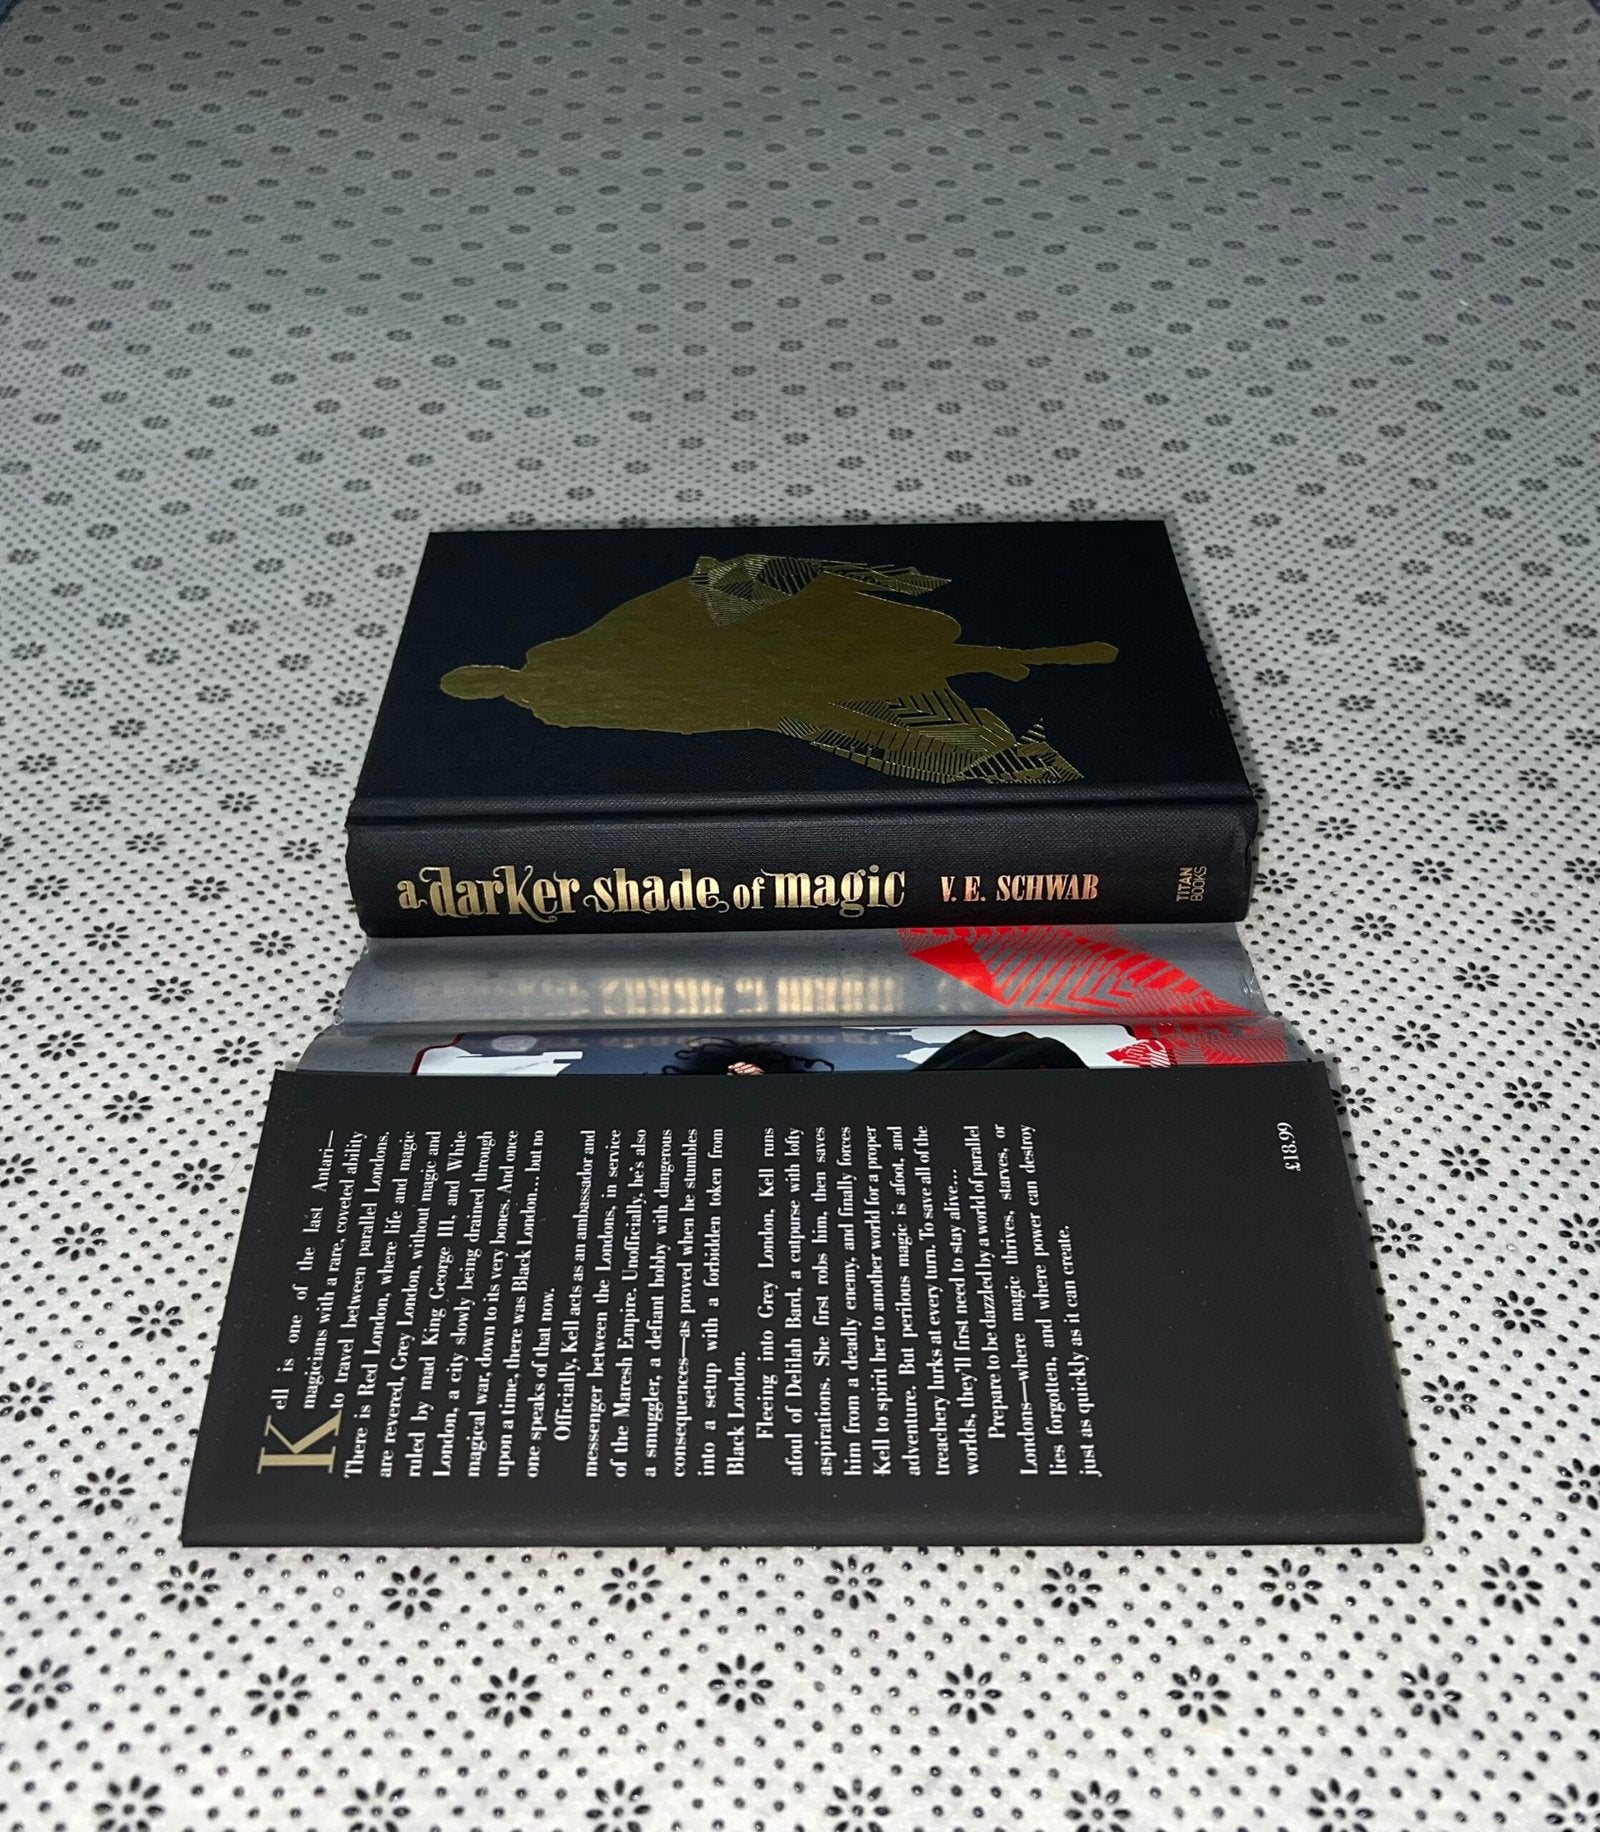 a darker shade of magic
V. E. SCHWAB
TITAN
BOOKS
Kell is one of the last Antari—
magicians with a rare, coveted ability
to travel between parallel Londons.
There is Red London, where life and magic
are revered, Grey London, without magic and
ruled by mad King George III, and White
London, a city slowly being drained through
magical war, down to its very bones. And once
upon a time, there was Black London... but no
one speaks of that now.
Officially, Kell acts as an ambassador and
messenger between the Londons, in service
of the Maresh Empire. Unofficially, he's also
a smuggler, a defiant hobby with dangerous
consequences—as proved when he stumbles
into a setup with a forbidden token from
Black London.
Fleeing into Grey London, Kell runs
afoul of Delilah Bard, a cutpurse with lofty
aspirations. She first robs him, then saves
him from a deadly enemy, and finally forces
Kell to spirit her to another world for a proper
adventure. But perilous magic is afoot, and
treachery lurks at every turn. To save all of the
worlds, they'll first need to stay alive...
Prepare to be dazzled by a world of parallel
Londons—where magic thrives, starves, or
lies forgotten, and where power can destroy
just as quickly as it can create.
£18.99